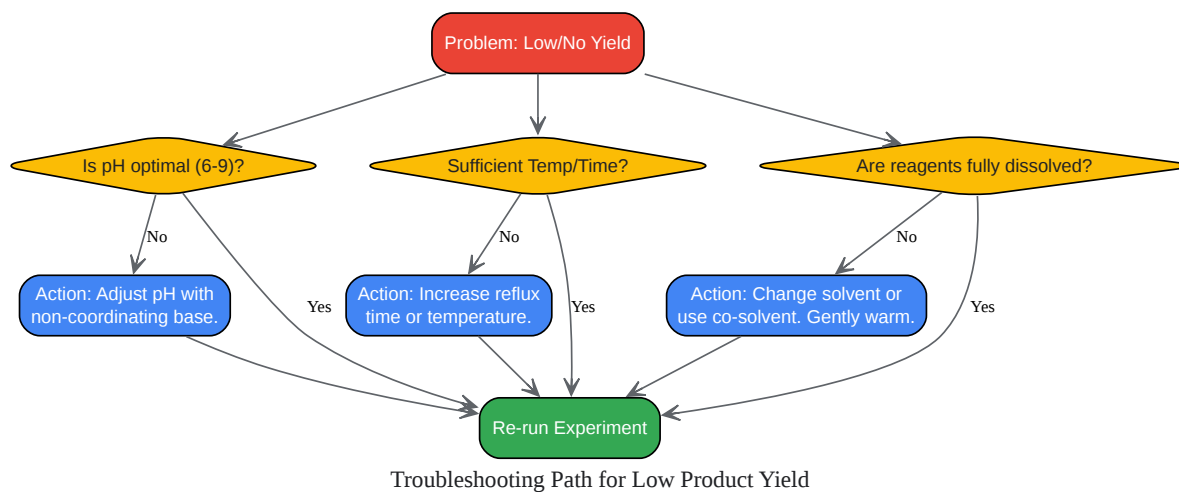 Problem: Low/No Yield
Is pH optimal (6-9)?
Sufficient Temp/Time?
Are reagents fully dissolved?
No
No
No
Action: Adjust pH with
non-coordinating base.
Yes
Action: Increase reflux
time or temperature.
Yes
Action: Change solvent or
use co-solvent. Gently warm.
Yes
Re-run Experiment
Troubleshooting Path for Low Product Yield